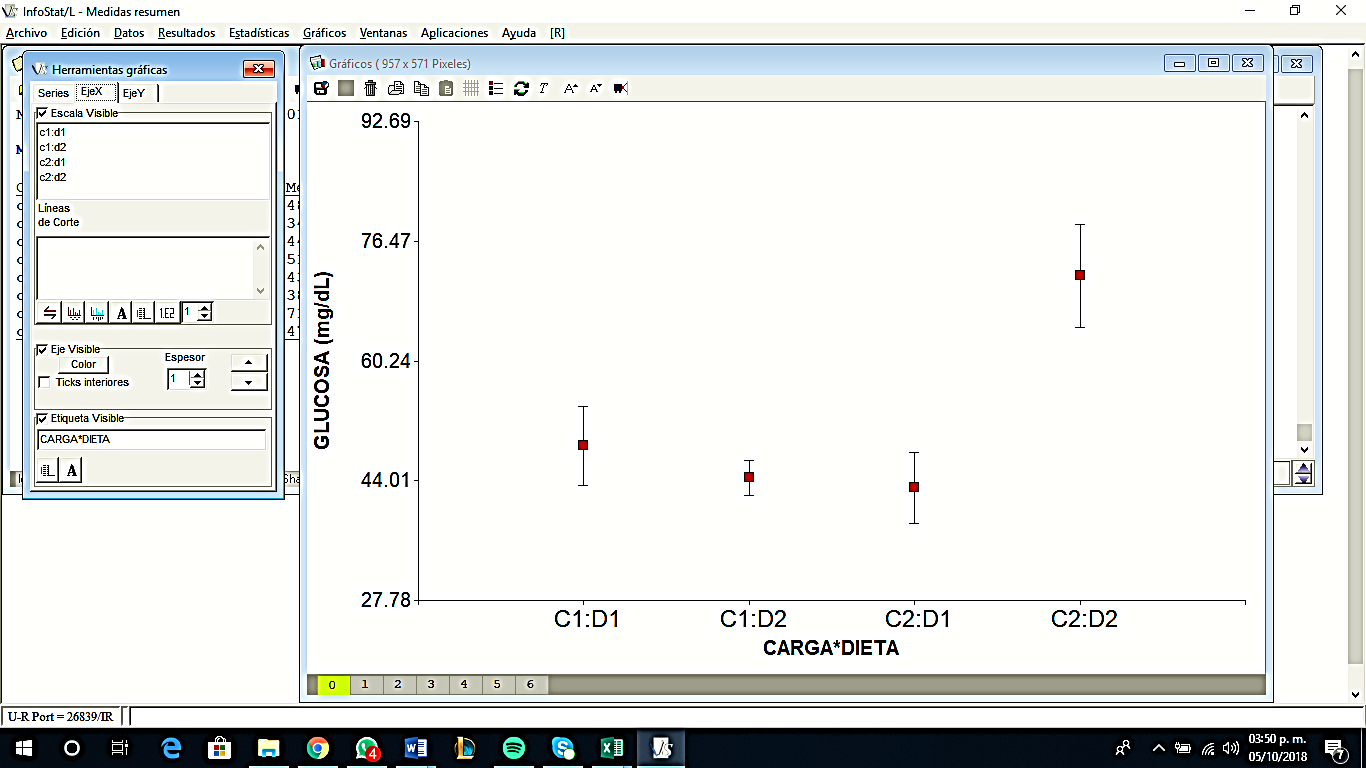 InfoStat/L - Medidas resumen
Archivo Edición Datos Resultados Estadísticas Gráficos Ventanas Aplicaciones Ayuda [R]
Herramientas gráficas
Series EjeX EjeY
Escala Visible
c1:d1
c1:d2
c2:d1
c2:d2
Líneas
de Corte
A 1.E2 1
Eje Visible
Color
Espesor
Ticks interiores
1
Etiqueta Visible
CARGA*DIETA
A
Gráficos ( 957 x 571 Pixeles)
T A A
92.69
76.47
60.24
44.01
27.78
GLUCOSA (mg/dL)
C1:D1 C1:D2 C2:D1 C2:D2
CARGA*DIETA
0 1 2 3 4 5 6
U-R Port = 26839/IR
4
03:50 p. m.
05/10/2018
7